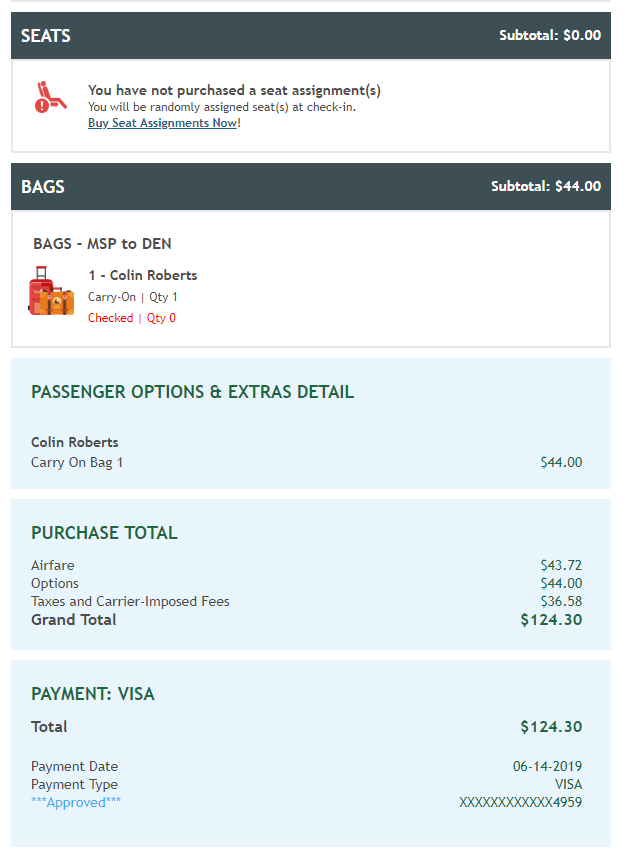 SEATS Subtotal: $0.00
You have not purchased a seat assignment(s)
You will be randomly assigned seat(s) at check-in.
Buy Seat Assignments Now!
BAGS Subtotal: $44.00
BAGS - MSP to DEN
1 - Colin Roberts
Carry-On | Qty 1
Checked | Qty 0
PASSENGER OPTIONS & EXTRAS DETAIL
Colin Roberts
Carry On Bag 1 $44.00
PURCHASE TOTAL
Airfare $43.72
Options $44.00
Taxes and Carrier-Imposed Fees $36.58
Grand Total $124.30
PAYMENT: VISA
Total $124.30
Payment Date 06-14-2019
Payment Type VISA
***Approved*** XXXXXXXXXXXX4959